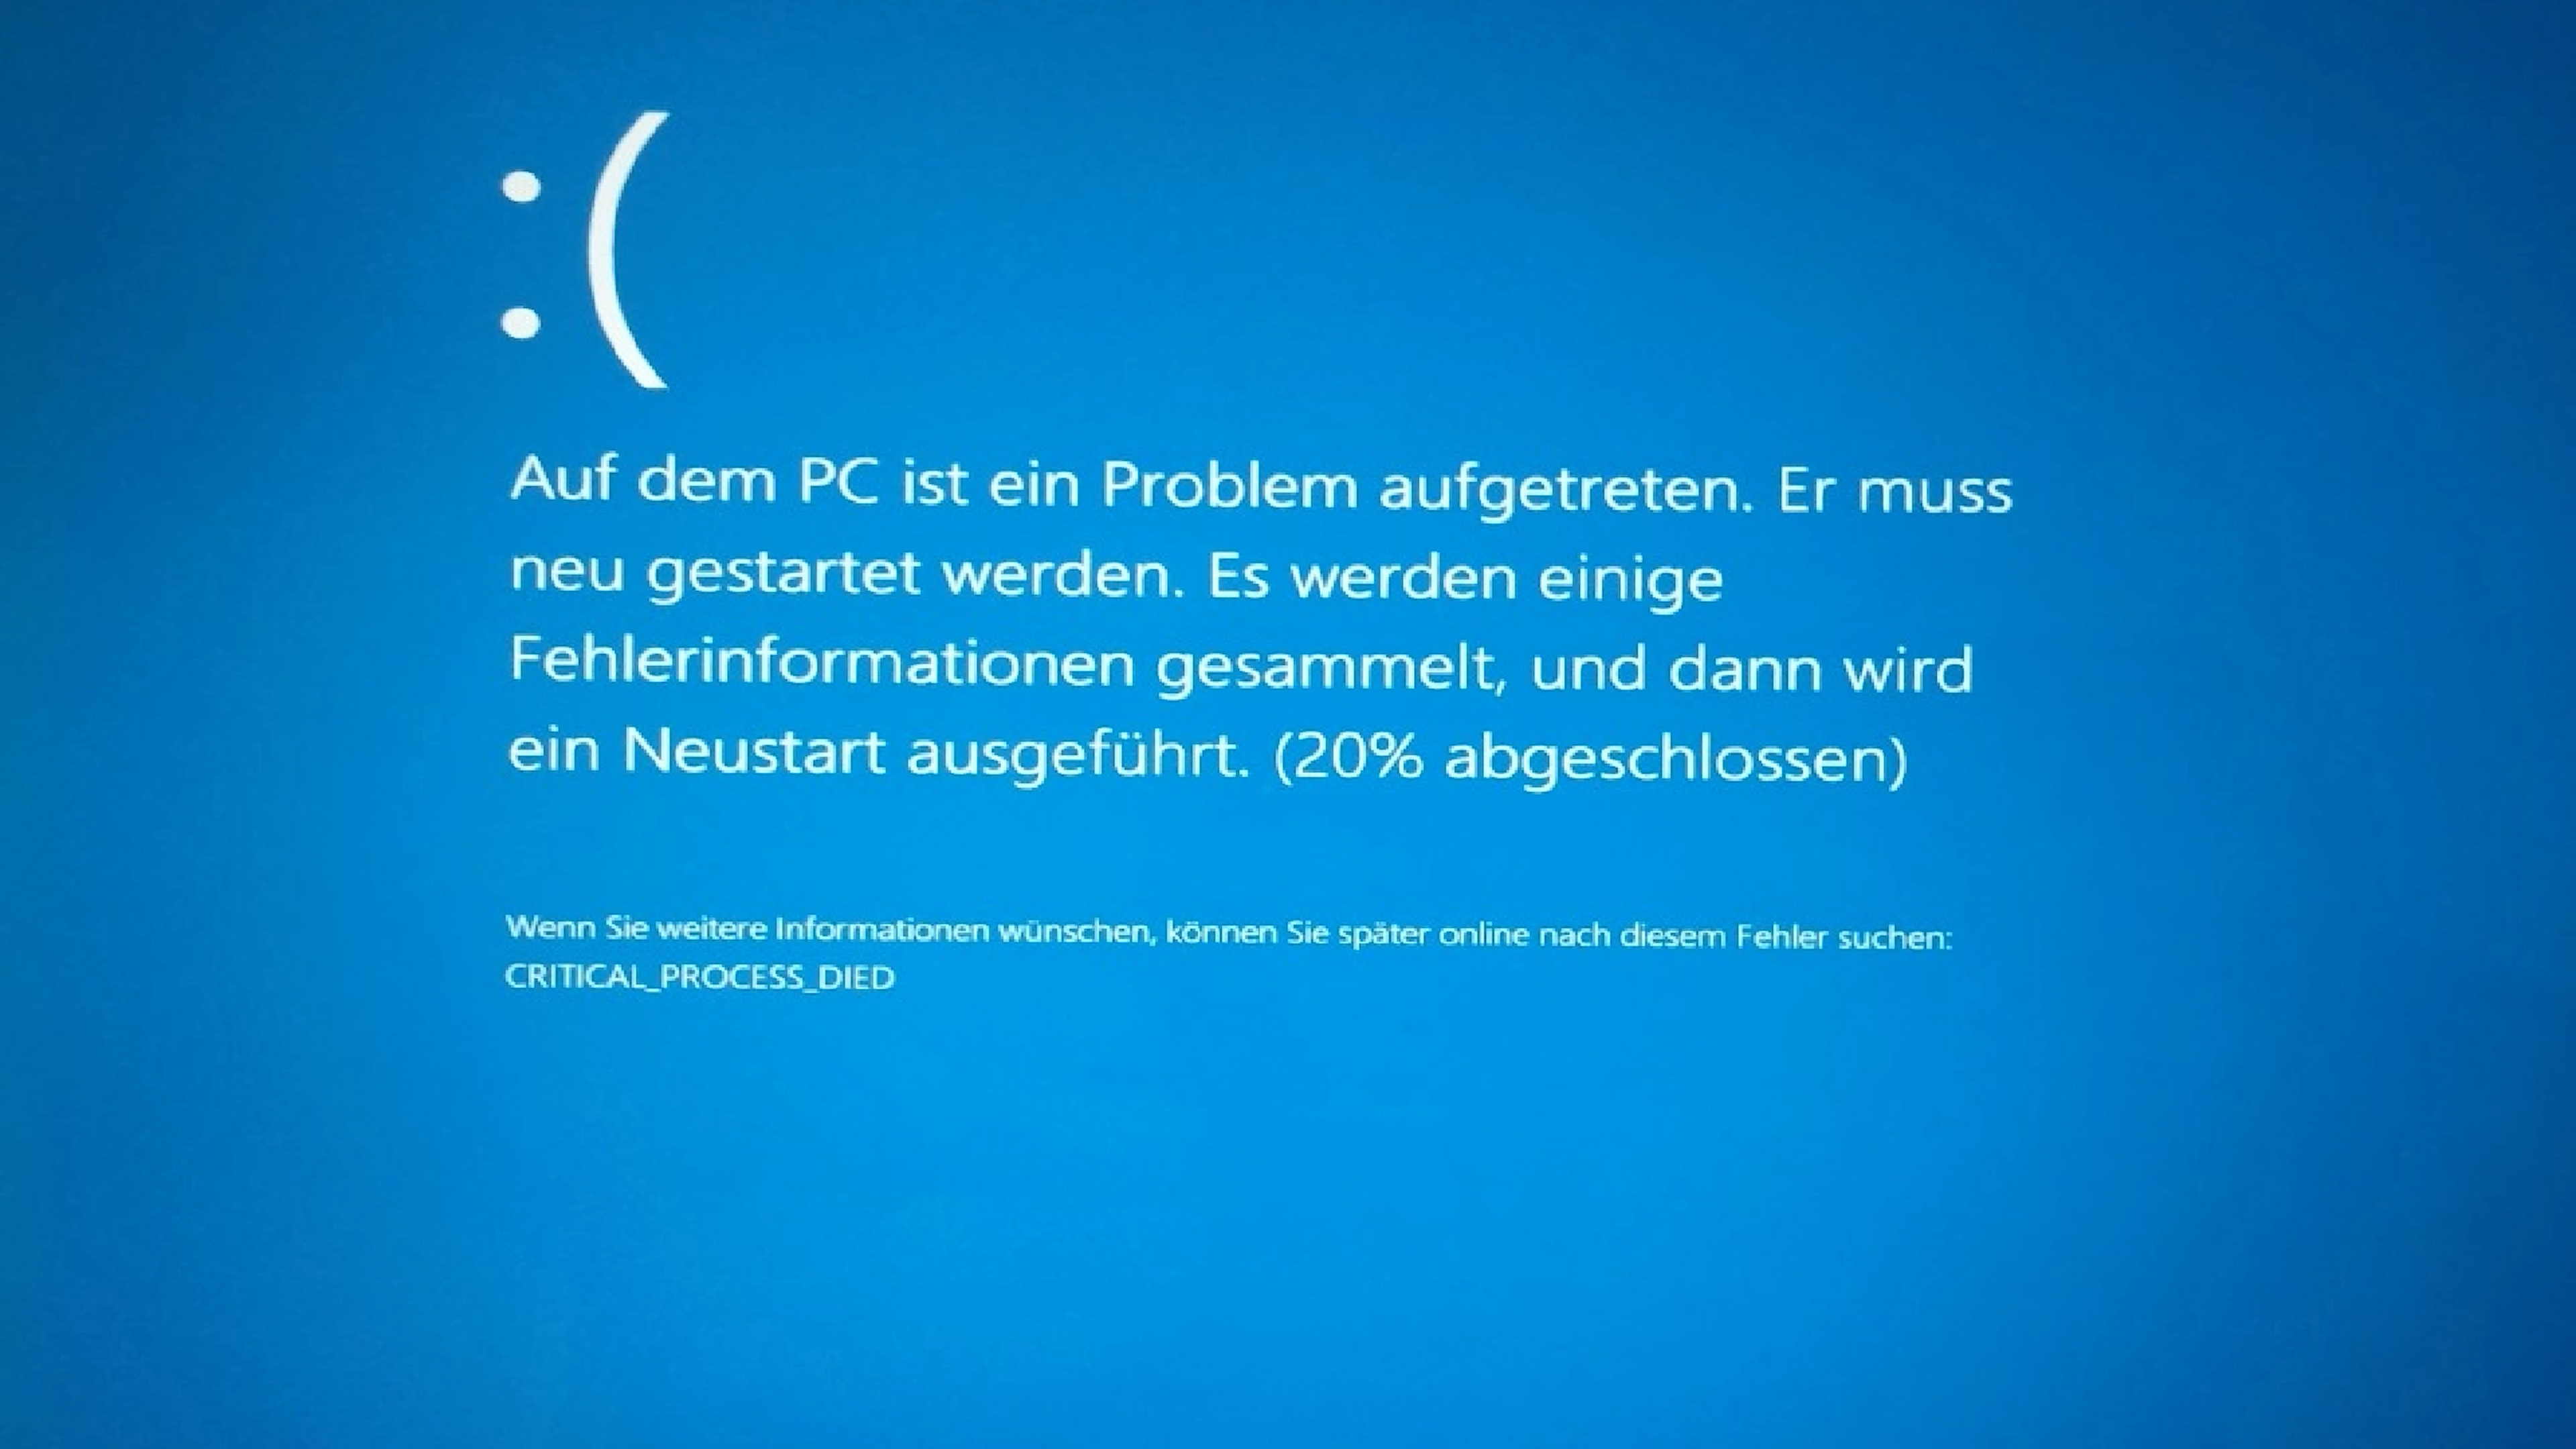 :(
Auf dem PC ist ein Problem aufgetreten. Er muss
neu gestartet werden. Es werden einige
Fehlerinformationen gesammelt, und dann wird
ein Neustart ausgeführt. (20% abgeschlossen)
Wenn Sie weitere Informationen wünschen, können Sie später online nach diesem Fehler suchen:
CRITICAL_PROCESS_DIED